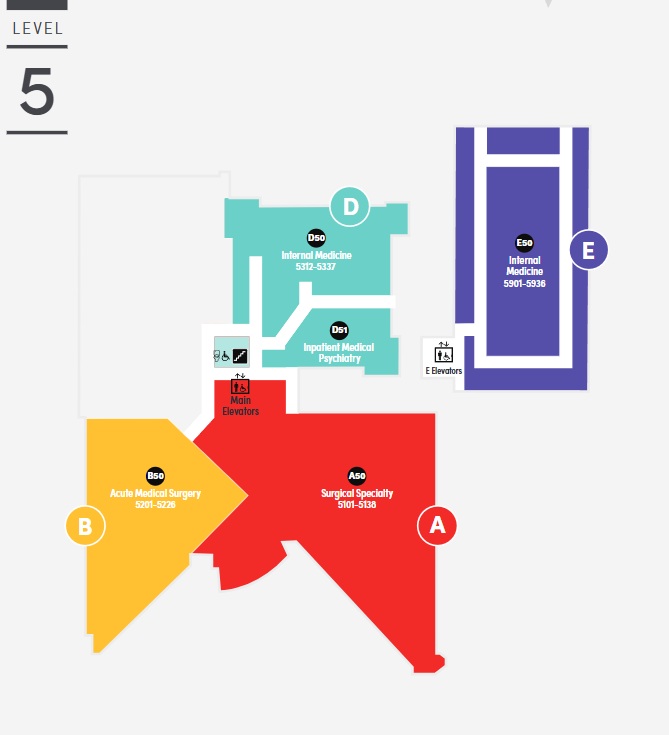 LEVEL
5
D
D50
Internal Medicine
5312-5337
E50
Internal
Medicine
5901-5936
E
D51
Inpatient Medical
Psychiatry
E Elevators
Main
Elevators
B50
Acute Medical Surgery
5201-5226
A50
Surgical Specialty
5101-5138
B
A